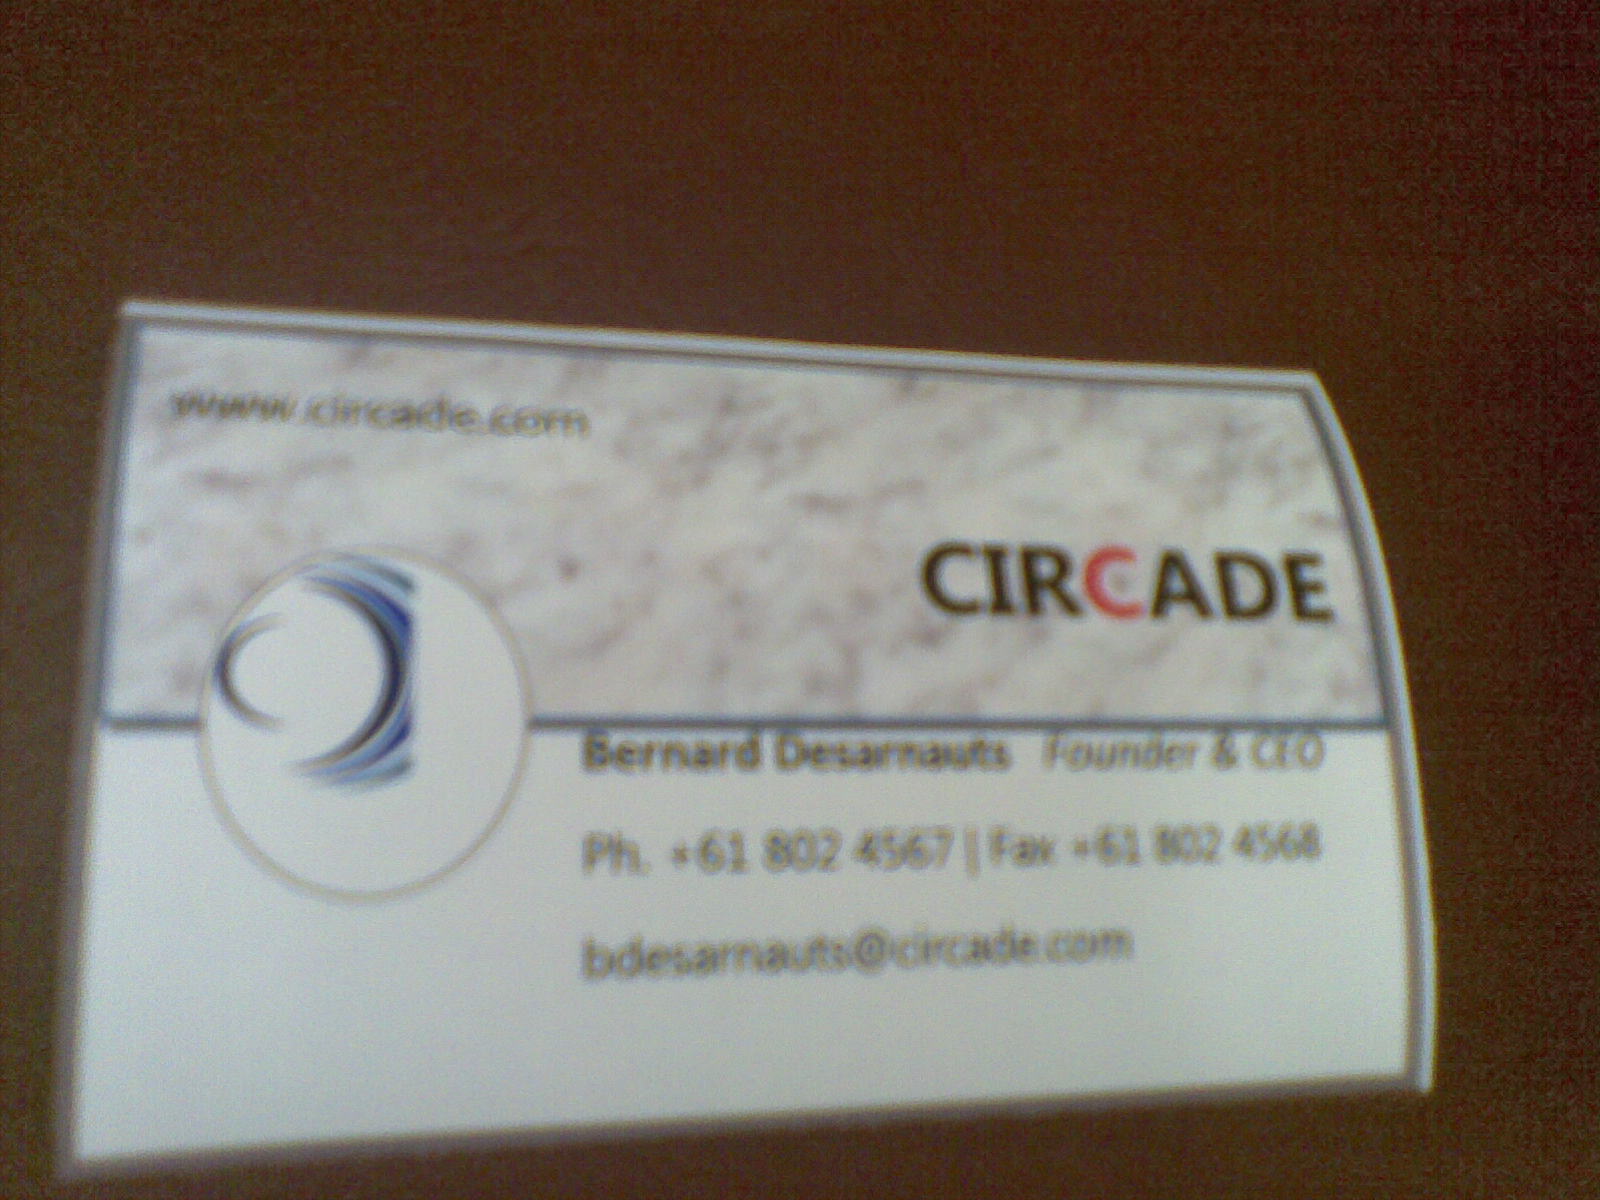 www.circade.com
CIRCADE
Bernard Desarnauts Founder & CEO
Ph. +61 802 4567 | Fax +61 802 4568
bdesarnauts@circade.com